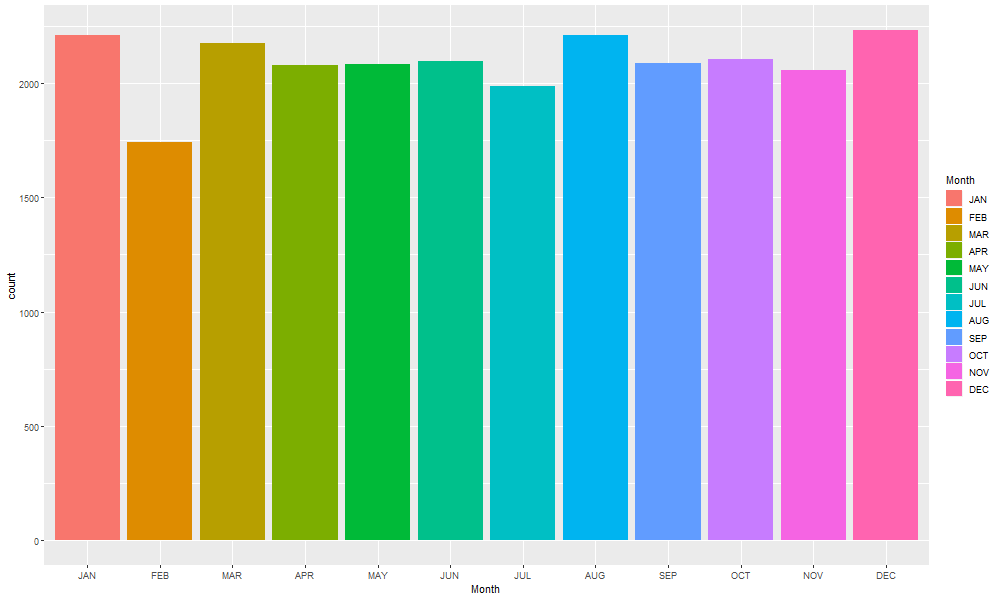 count
2000
1500
1000
500
0
JAN FEB MAR APR MAY JUN JUL AUG SEP OCT NOV DEC
Month
Month
JAN
FEB
MAR
APR
MAY
JUN
JUL
AUG
SEP
OCT
NOV
DEC